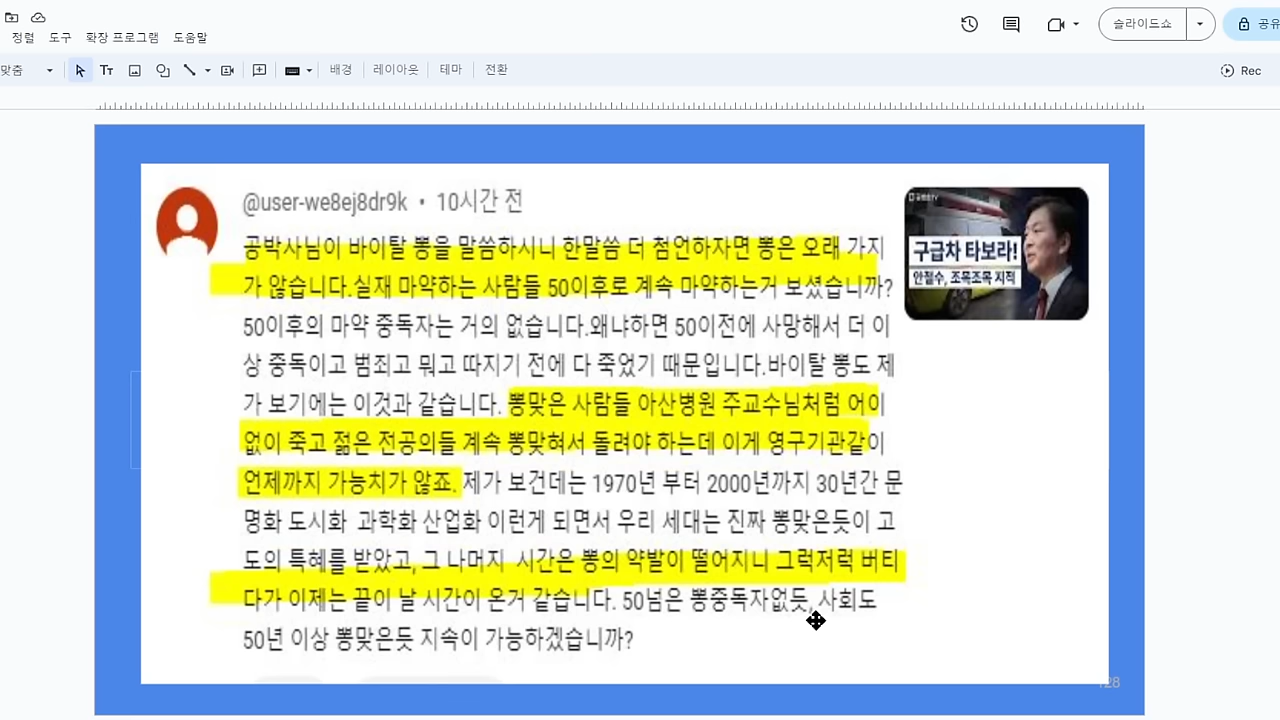 정렬 도구 확장 프로그램 도움말
슬라이드쇼
공유
맞춤
배경 레이아웃 테마 전환
Rec
@user-we8ej8dr9k • 10시간 전
공박사님이 바이탈 뽕을 말씀하시니 한말씀 더 첨언하자면 뽕은 오래 가지
가 않습니다.실재 마약하는 사람들 50이후로 계속 마약하는거 보셨습니까?
50이후의 마약 중독자는 거의 없습니다.왜냐하면 50이전에 사망해서 더 이
상 중독이고 범죄고 뭐고 따지기 전에 다 죽었기 때문입니다.바이탈 뽕도 제
가 보기에는 이것과 같습니다. 뽕맞은 사람들 아산병원 주교수님처럼 어이
없이 죽고 젊은 전공의들 계속 뽕맞혀서 돌려야 하는데 이게 영구기관같이
언제까지 가능치가 않죠. 제가 보건데는 1970년 부터 2000년까지 30년간 문
명화 도시화 과학화 산업화 이런게 되면서 우리 세대는 진짜 뽕맞은듯이 고
도의 특혜를 받았고, 그 나머지 시간은 뽕의 약발이 떨어지니 그럭저럭 버티
다가 이제는 끝이 날 시간이 온거 같습니다. 50넘은 뽕중독자없듯, 사회도
50년 이상 뽕맞은듯 지속이 가능하겠습니까?
구급차 타보라!
안철수, 조목조목 지적
128